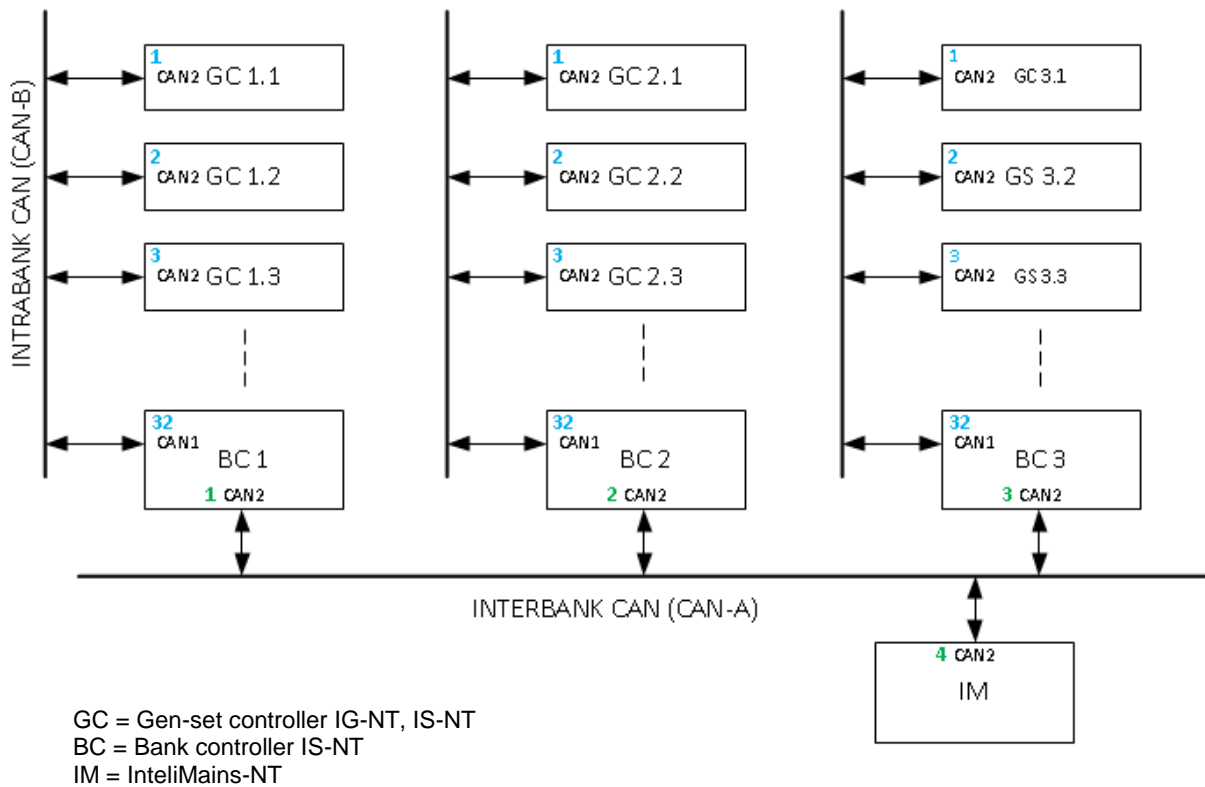 INTRABANK CAN (CAN-B)
1
CAN2 GC 1.1
2
CAN2 GC 1.2
3
CAN2 GC 1.3
32
CAN1
BC 1
1 CAN2
1
CAN2 GC 2.1
2
CAN2 GC 2.2
3
CAN2 GC 2.3
32
CAN1
BC 2
2 CAN2
1
CAN2 GC 3.1
2
CAN2 GS 3.2
3
CAN2 GS 3.3
32
CAN1
BC 3
3 CAN2
INTERBANK CAN (CAN-A)
4 CAN2
IM
GC = Gen-set controller IG-NT, IS-NT
BC = Bank controller IS-NT
IM = InteliMains-NT